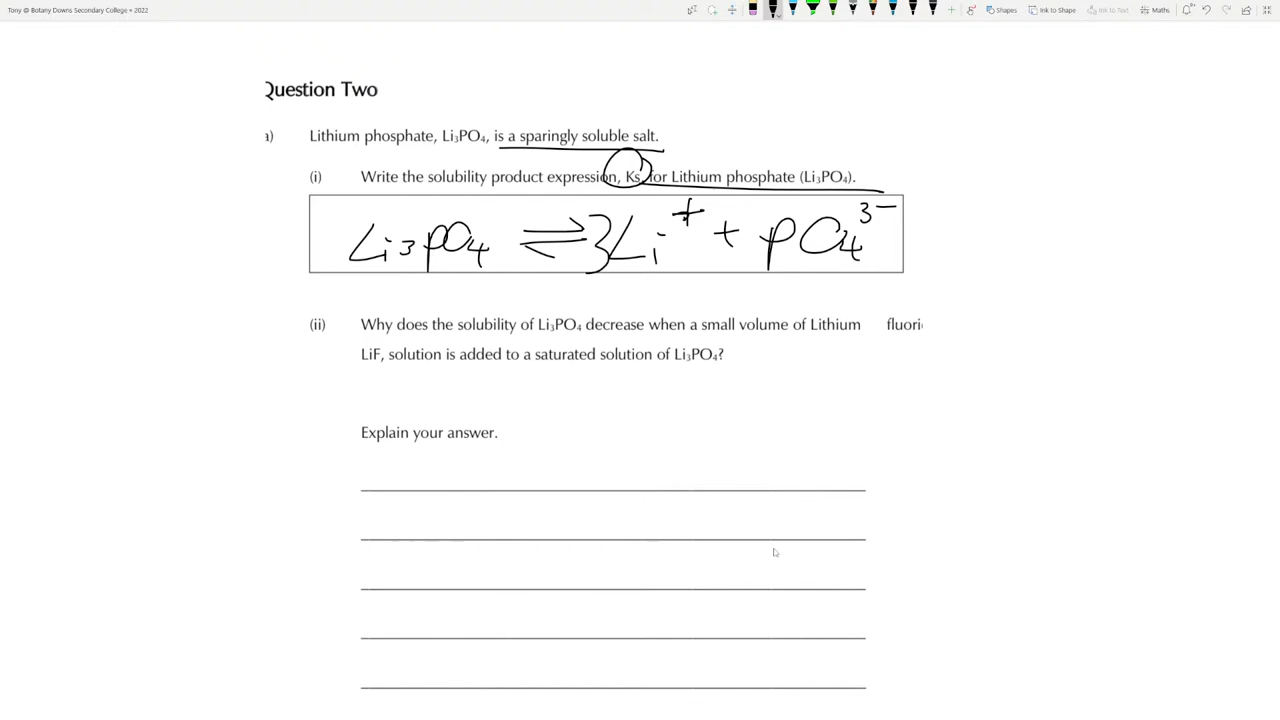 Tony @ Botany Downs Secondary College • 2022
Shapes Ink to Shape Ink to Text Maths
Question Two
a) Lithium phosphate, Li₃PO₄, is a sparingly soluble salt.
(i) Write the solubility product expression, Ks, for Lithium phosphate (Li₃PO₄).
Li₃PO₄ ⇌ 3Li⁺ + PO₄³⁻
(ii) Why does the solubility of Li₃PO₄ decrease when a small volume of Lithium fluori
LiF, solution is added to a saturated solution of Li₃PO₄?
Explain your answer.